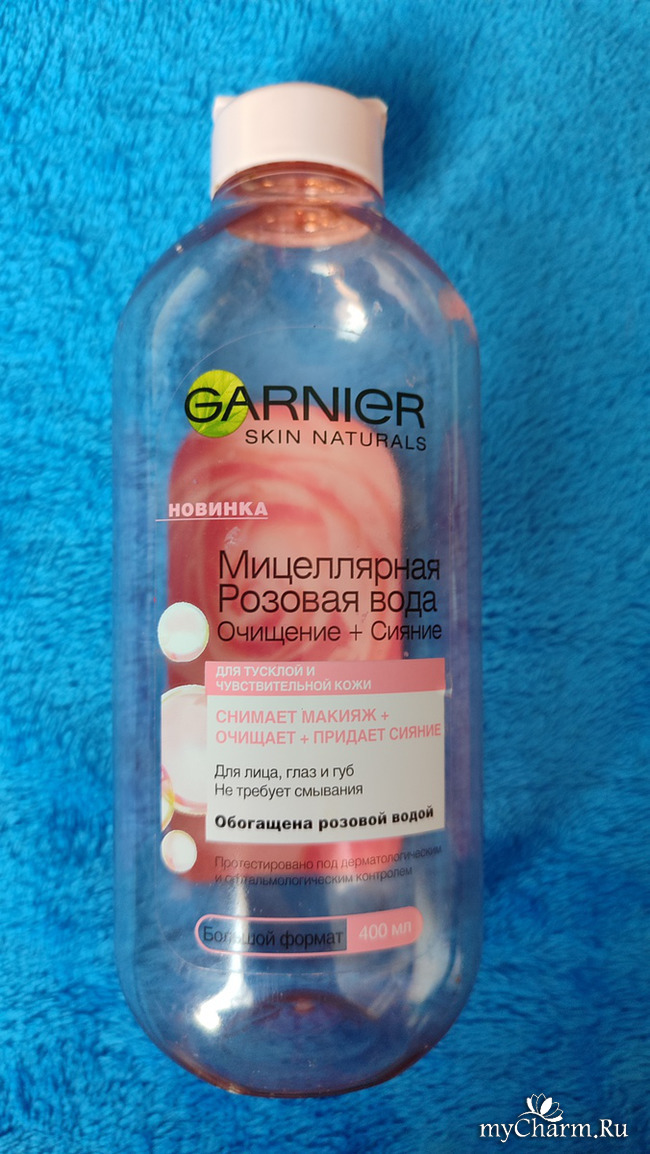 GARNIER
SKIN NATURALS
НОВИНКА
Мицеллярная
Розовая вода
Очищение + Сияние
ДЛЯ ТУСКЛОЙ И
ЧУВСТВИТЕЛЬНОЙ КОЖИ
СНИМАЕТ МАКИЯЖ +
ОЧИЩАЕТ + ПРИДАЕТ СИЯНИЕ
Для лица, глаз и губ
Не требует смывания
Обогащена розовой водой
Протестировано под дерматологическим
и офтальмологическим контролем
Большой формат 400 мл
myCharm.Ru